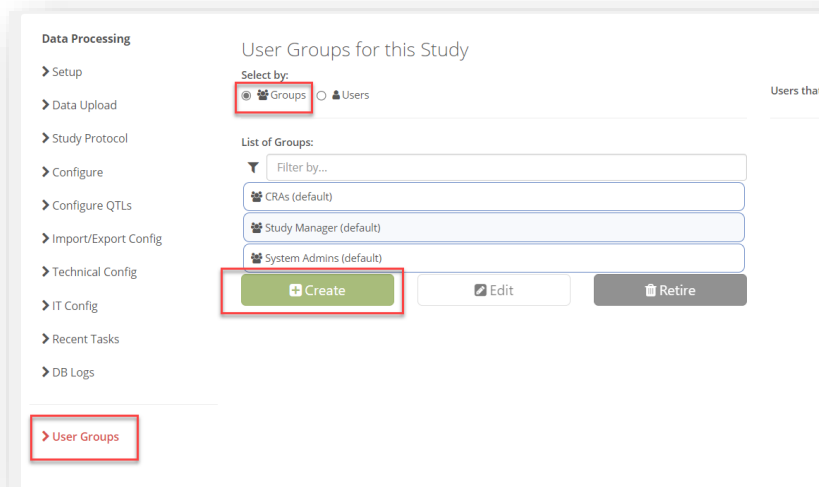 Data Processing
Setup
Data Upload
Study Protocol
Configure
Configure QTLs
Import/Export Config
Technical Config
IT Config
Recent Tasks
DB Logs
User Groups
User Groups for this Study
Select by:
Groups Users
List of Groups:
Filter by...
CRAs (default)
Study Manager (default)
System Admins (default)
Create Edit Retire
Users that